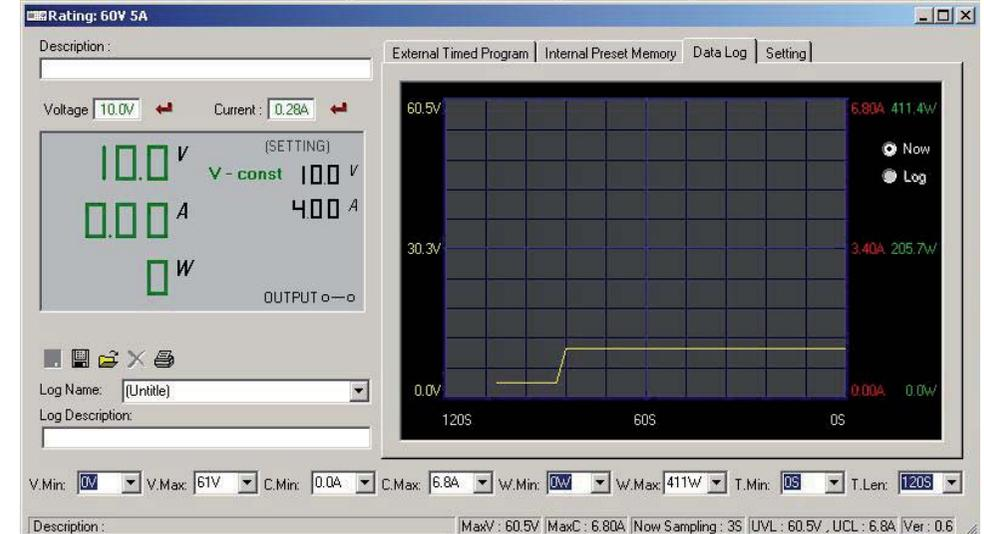 Rating: 60V 5A
Description :
External Timed Program Internal Preset Memory Data Log Setting
Voltage 10.0V Current : 0.28A
10.0 V
(SETTING)
V - const 10.0 V
0.00 A
4.00 A
0 W
OUTPUT
60.5V 6.80A 411.4W
Now
Log
30.3V 3.40A 205.7W
0.0V 0.00A 0.0W
120S 60S 0S
Log Name: (Untitle)
Log Description:
V.Min: 0V V.Max: 61V C.Min: 0.0A C.Max: 6.8A W.Min: 0W W.Max: 411W T.Min: 0S T.Len: 120S
Description : MaxV : 60.5V MaxC : 6.80A Now Sampling : 3S UVL : 60.5V , UCL : 6.8A Ver : 0.6